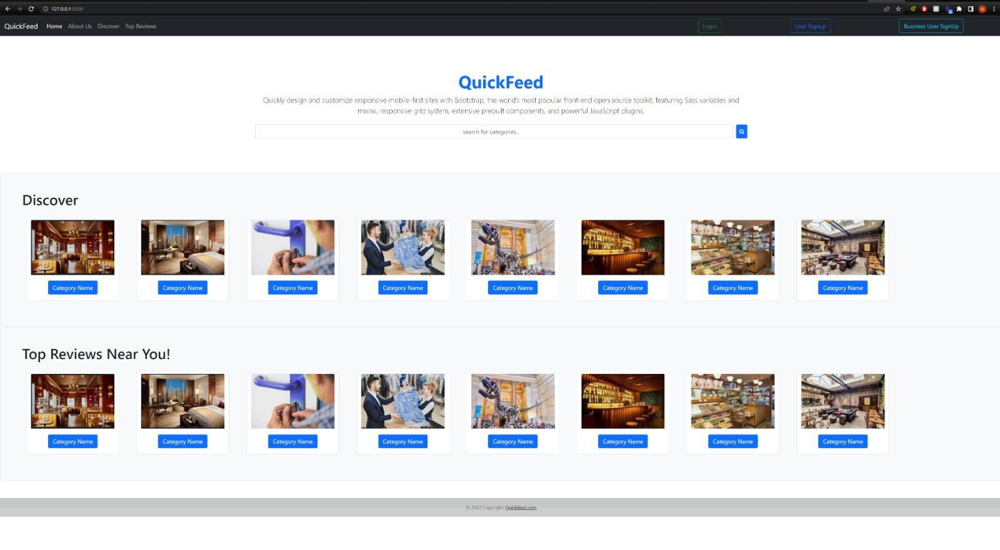 127.0.0.1:8000
QuickFeed Home About Us Discover Top Reviews Login User Signup Business User SignUp
QuickFeed
Quickly design and customize responsive mobile-first sites with Bootstrap, the world's most popular front-end open source toolkit, featuring Sass variables and
mixins, responsive grid system, extensive prebuilt components, and powerful JavaScript plugins.
search for categories...
Discover
Category Name Category Name Category Name Category Name Category Name Category Name Category Name Category Name
Top Reviews Near You!
Category Name Category Name Category Name Category Name Category Name Category Name Category Name Category Name
© 2022 Copyright: Quickfeed.com